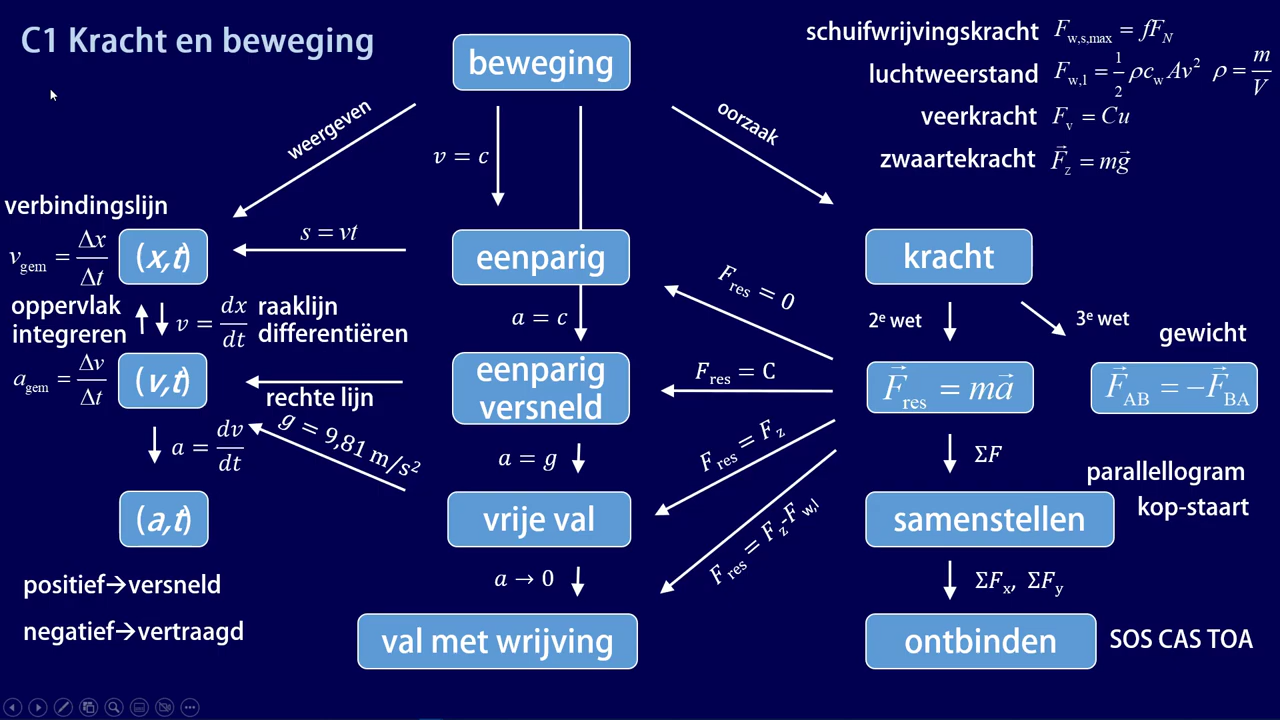 C1 Kracht en beweging
beweging
schuifwrijvingskracht F_w,s,max = fF_N
luchtweerstand F_w,l = 1/2 ρc_w Av² ρ = m/V
veerkracht F_v = Cu
zwaartekracht F⃗_z = mg⃗
weergeven
v = c
oorzaak
verbindingslijn
v_gem = Δx/Δt
(x,t)
s = vt
eenparig
kracht
F_res = 0
oppervlak
integreren
v = dx/dt
raaklijn
differentiëren
a = c
2e wet
3e wet
gewicht
a_gem = Δv/Δt
(v,t)
rechte lijn
eenparig
versneld
F_res = C
F⃗_res = ma⃗
F⃗_AB = −F⃗_BA
a = dv/dt
g = 9,81 m/s²
a = g
F_res = F_z
ΣF
parallellogram
kop-staart
(a,t)
vrije val
samenstellen
F_res = F_z-F_w,l
positief→versneld
a → 0
ΣF_x, ΣF_y
negatief→vertraagd
val met wrijving
ontbinden
SOS CAS TOA